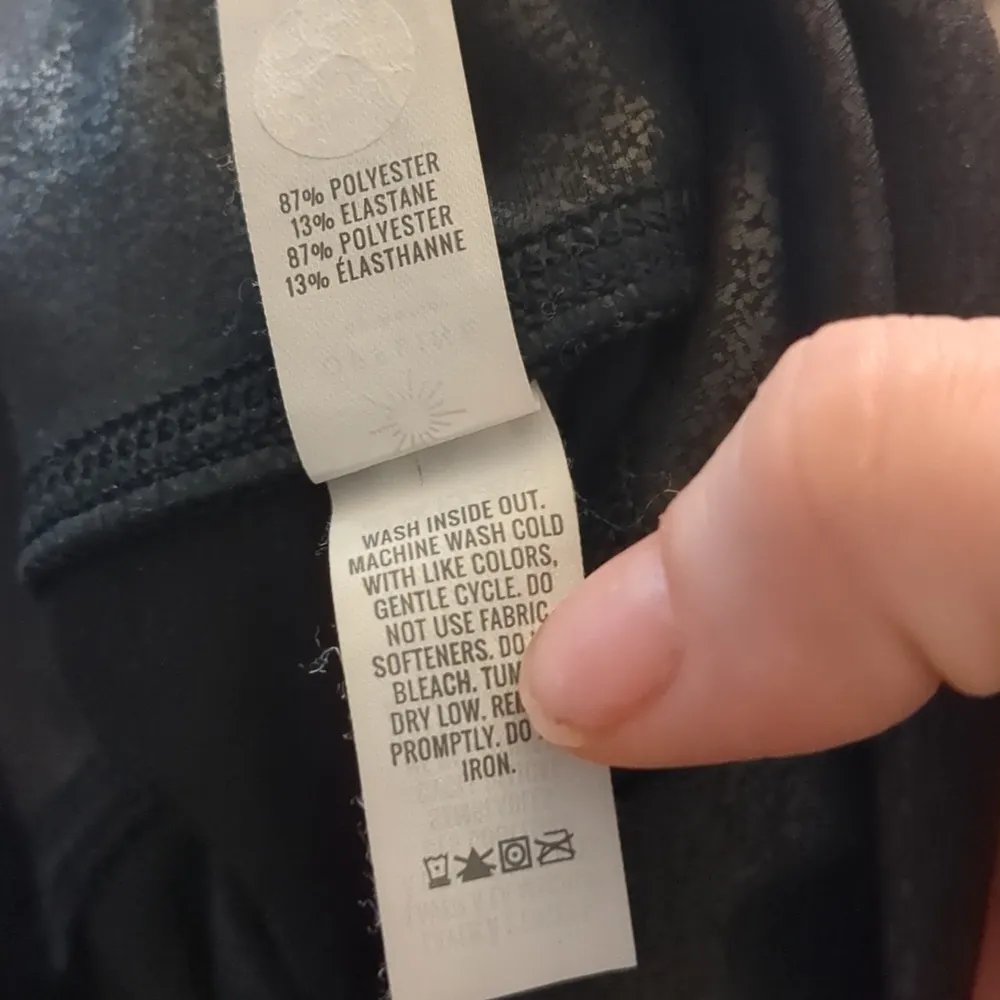 87% POLYESTER
13% ELASTANE
87% POLYESTER
13% ÉLASTHANNE
WASH INSIDE OUT.
MACHINE WASH COLD
WITH LIKE COLORS,
GENTLE CYCLE. DO
NOT USE FABRIC
SOFTENERS. DO
BLEACH. TUM
DRY LOW. RE
PROMPTLY. DO
IRON.